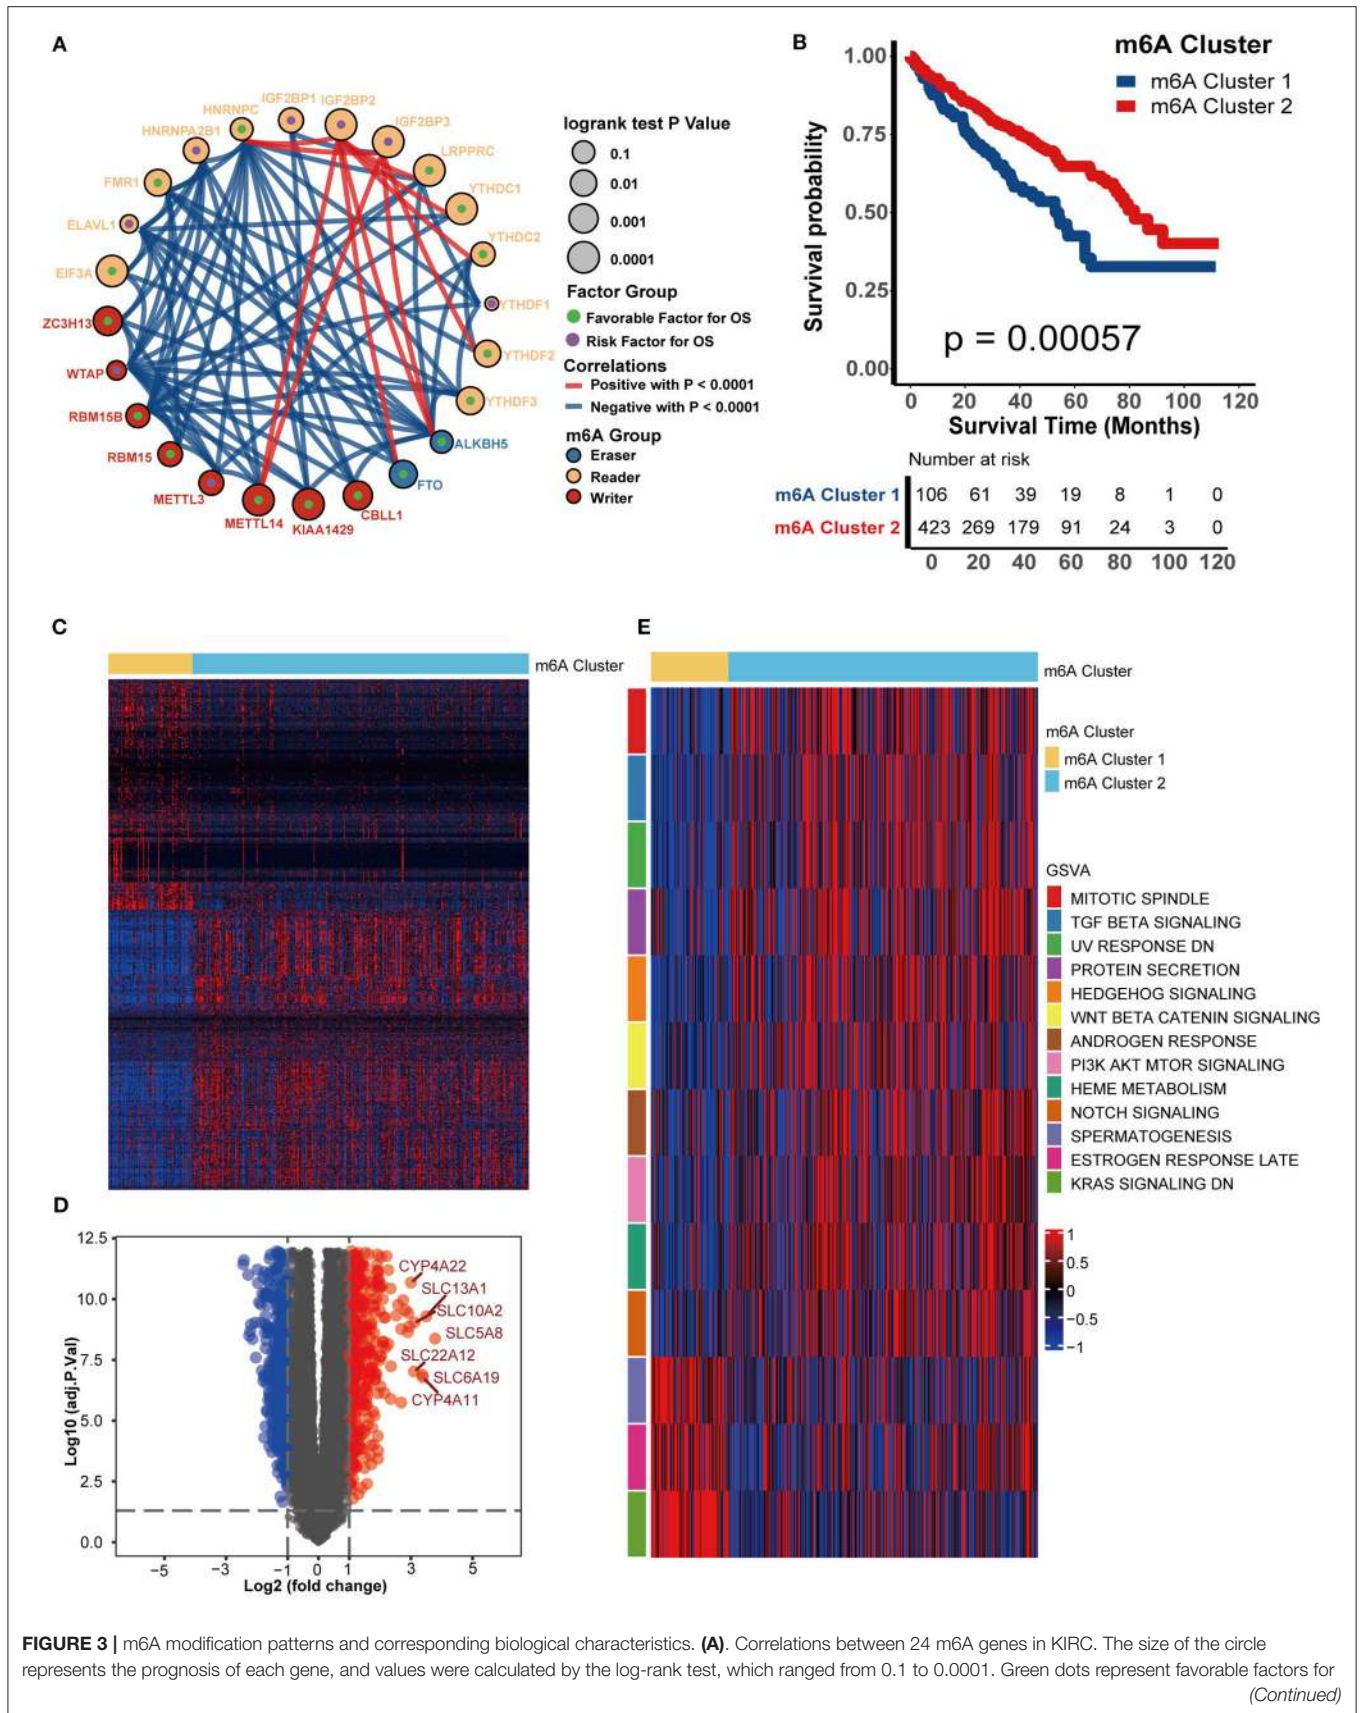 A
HNRNPC
IGF2BP1
IGF2BP2
IGF2BP3
HNRNPA2B1
LRPPRC
FMR1
YTHDC1
ELAVL1
YTHDC2
EIF3A
YTHDF1
ZC3H13
YTHDF2
WTAP
YTHDF3
RBM15B
ALKBH5
RBM15
FTO
METTL3
CBLL1
METTL14
KIAA1429
logrank test P Value
0.1
0.01
0.001
0.0001
Factor Group
Favorable Factor for OS
Risk Factor for OS
Correlations
Positive with P < 0.0001
Negative with P < 0.0001
m6A Group
Eraser
Reader
Writer
B
m6A Cluster
m6A Cluster 1
m6A Cluster 2
Survival probability
1.00
0.75
0.50
0.25
0.00
p = 0.00057
0 20 40 60 80 100 120
Survival Time (Months)
Number at risk
m6A Cluster 1 106 61 39 19 8 1 0
m6A Cluster 2 423 269 179 91 24 3 0
0 20 40 60 80 100 120
C
m6A Cluster
D
Log10 (adj.P.Val)
12.5
10.0
7.5
5.0
2.5
0.0
CYP4A22
SLC13A1
SLC10A2
SLC5A8
SLC22A12
SLC6A19
CYP4A11
−5 −3 −1 0 1 3 5
Log2 (fold change)
E
m6A Cluster
m6A Cluster
m6A Cluster 1
m6A Cluster 2
GSVA
MITOTIC SPINDLE
TGF BETA SIGNALING
UV RESPONSE DN
PROTEIN SECRETION
HEDGEHOG SIGNALING
WNT BETA CATENIN SIGNALING
ANDROGEN RESPONSE
PI3K AKT MTOR SIGNALING
HEME METABOLISM
NOTCH SIGNALING
SPERMATOGENESIS
ESTROGEN RESPONSE LATE
KRAS SIGNALING DN
1
0.5
0
−0.5
−1
FIGURE 3 | m6A modification patterns and corresponding biological characteristics. (A). Correlations between 24 m6A genes in KIRC. The size of the circle
represents the prognosis of each gene, and values were calculated by the log-rank test, which ranged from 0.1 to 0.0001. Green dots represent favorable factors for
(Continued)